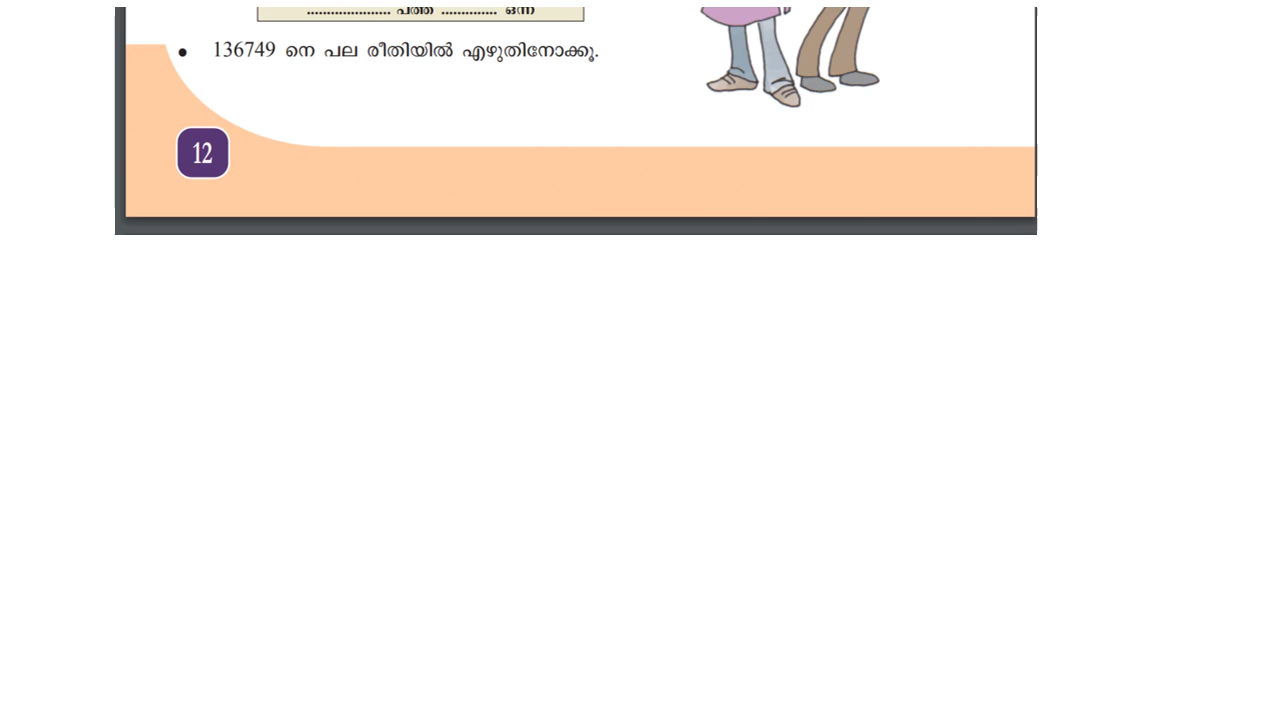 ..................... പത്ത് .............. ഒന്ന്
• 136749 നെ പല രീതിയിൽ എഴുതിനോക്കൂ.
12